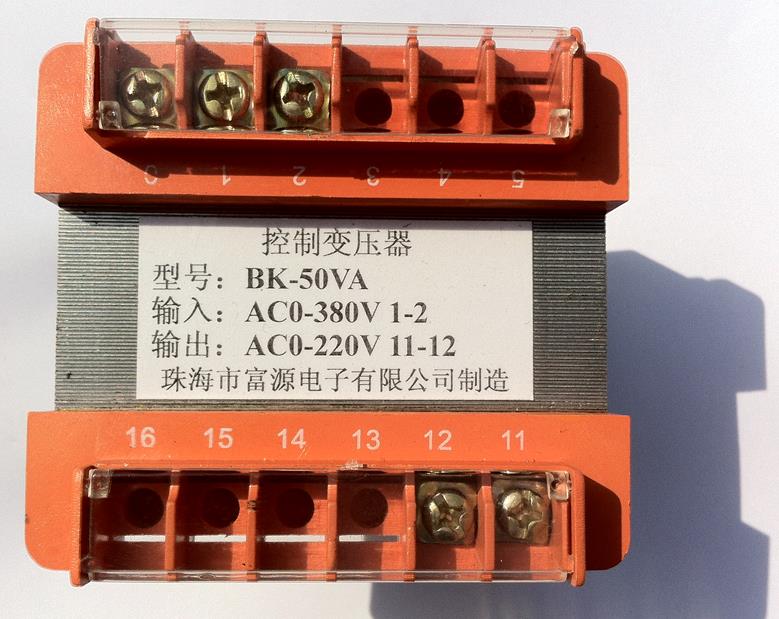 0 1 2 3 4 5
控制变压器
型号：BK-50VA
输入：AC0-380V 1-2
输出：AC0-220V 11-12
珠海市富源电子有限公司制造
16 15 14 13 12 11